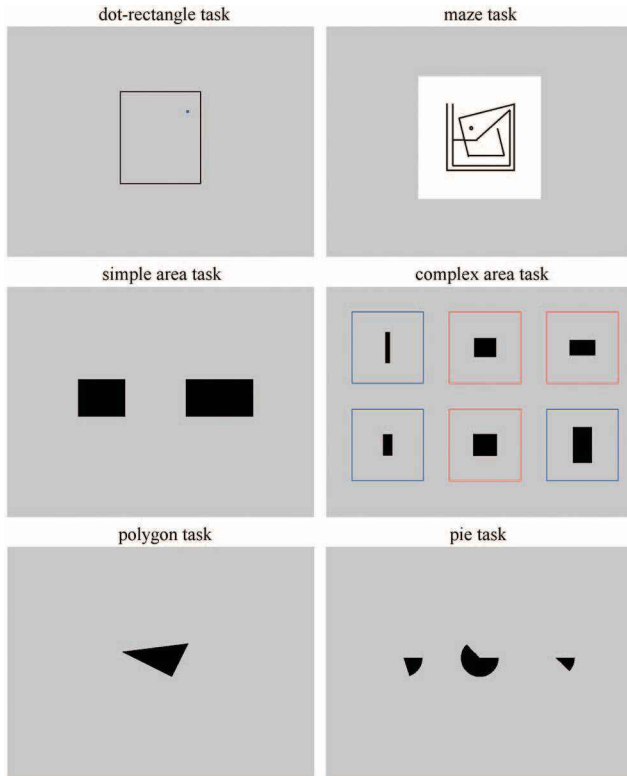 dot-rectangle task
maze task
simple area task
complex area task
polygon task
pie task